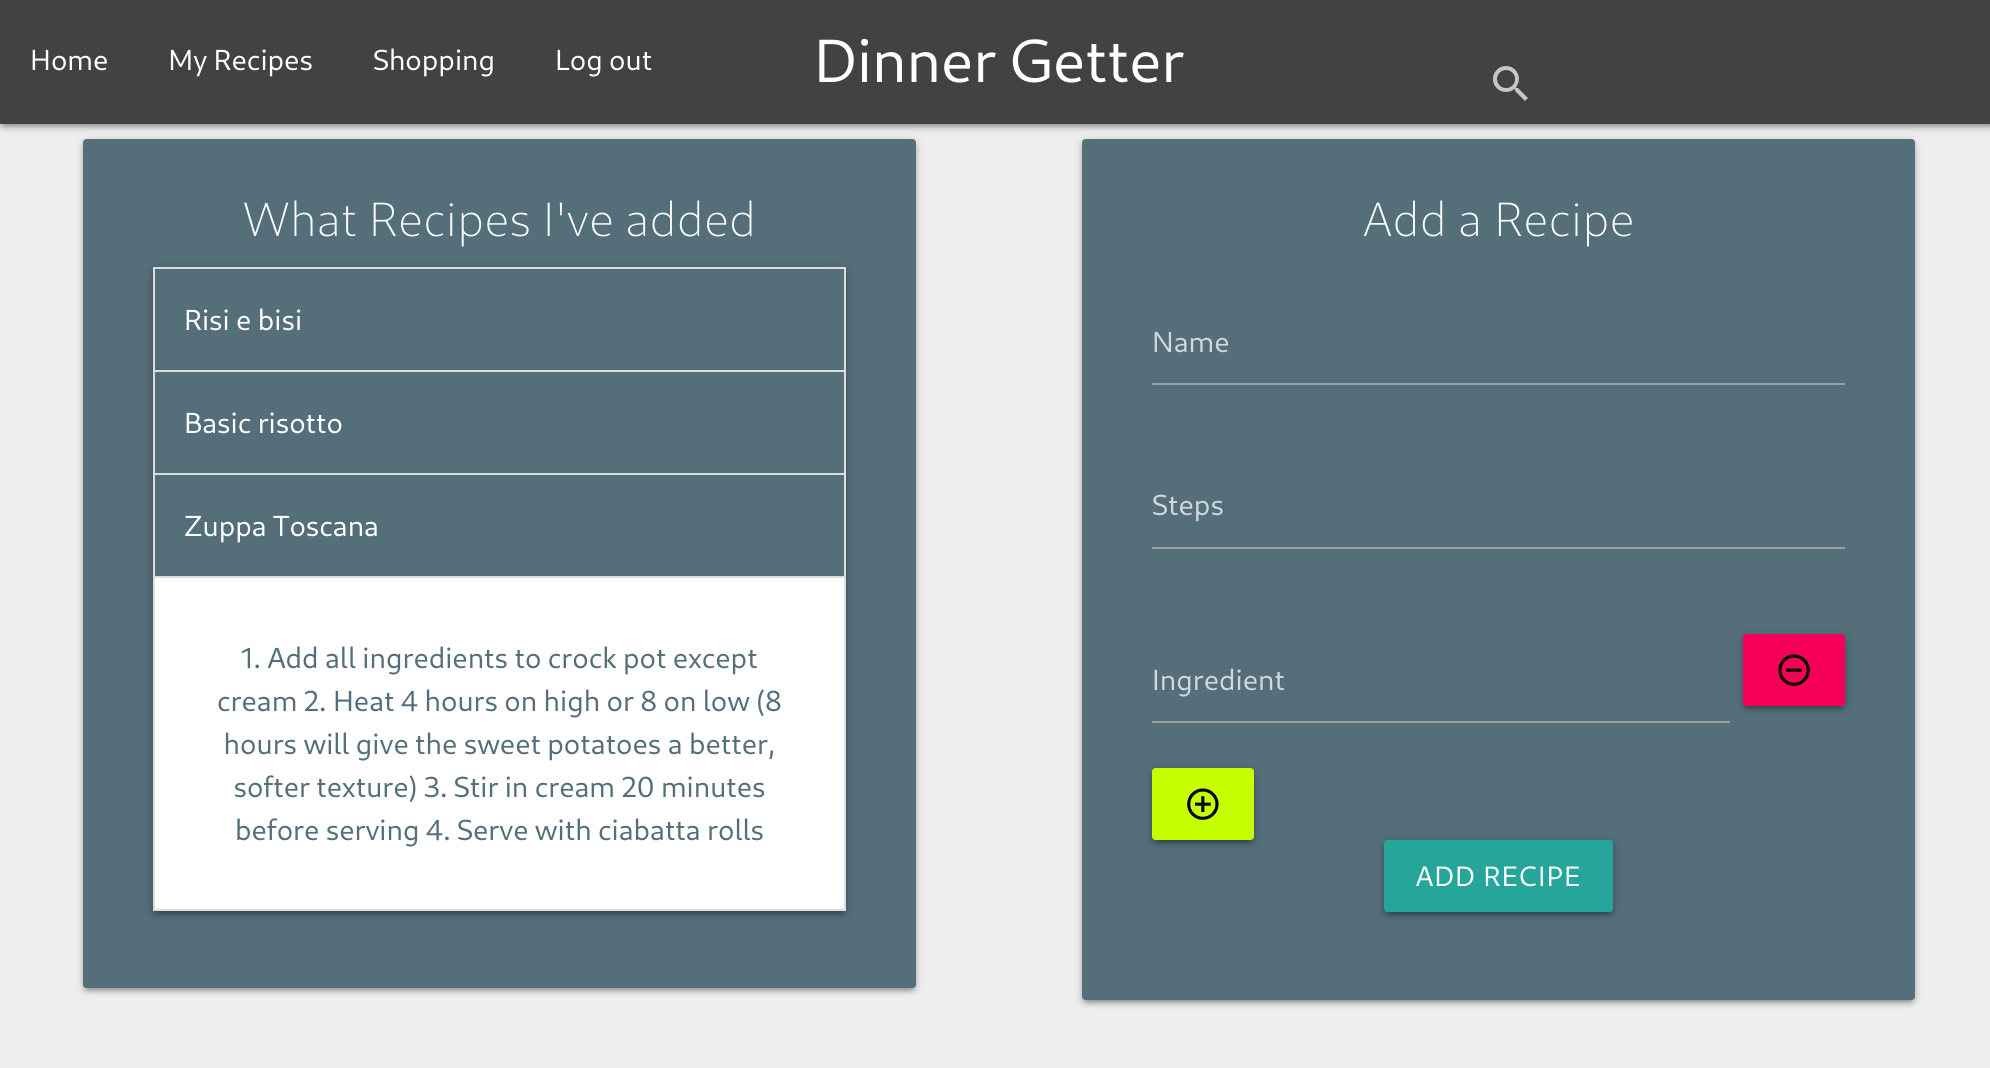 Home
My Recipes
Shopping
Log out
Dinner Getter
What Recipes I've added
Risi e bisi
Basic risotto
Zuppa Toscana
1. Add all ingredients to crock pot except
cream 2. Heat 4 hours on high or 8 on low (8
hours will give the sweet potatoes a better,
softer texture) 3. Stir in cream 20 minutes
before serving 4. Serve with ciabatta rolls
Add a Recipe
Name
Steps
Ingredient
ADD RECIPE